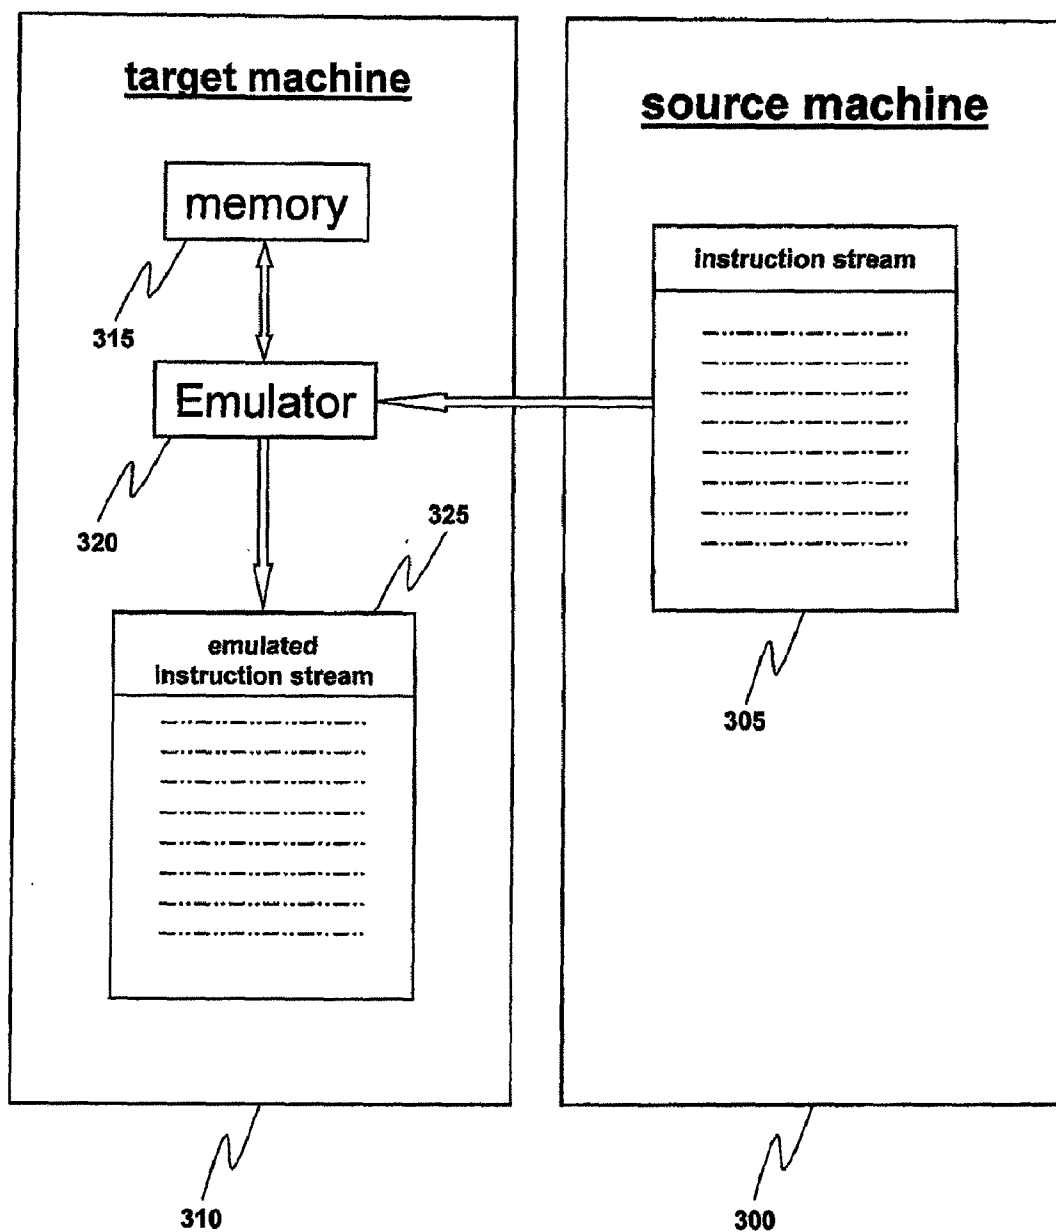 target machine
memory
315
Emulator
320
325
emulated
instruction stream
310
source machine
instruction stream
305
300